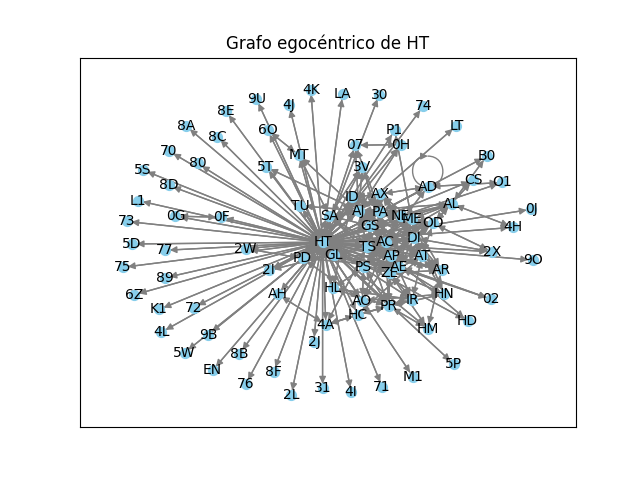 Grafo egocéntrico de HT
4K
LA
30
9U
4J
74
8E
6O
LT
8A
8C
P1
07
0H
70
MT
B0
80
5T
3V
5S
CS
O1
8D
AD
ID
AX
L1
TU
AJ
PA
AL
0J
0G
0F
SA
NE
ME
73
GS
OD
4H
5D
HT
AC
DI
77
2W
TS
2X
PD
GL
AP
AT
9O
75
2I
PS
AE
AR
89
ZE
6Z
AH
HL
HN
02
K1
72
AO
PR
IR
4L
9B
4A
HC
HM
HD
5W
8B
2J
EN
8F
5P
76
31
71
M1
2L
4I